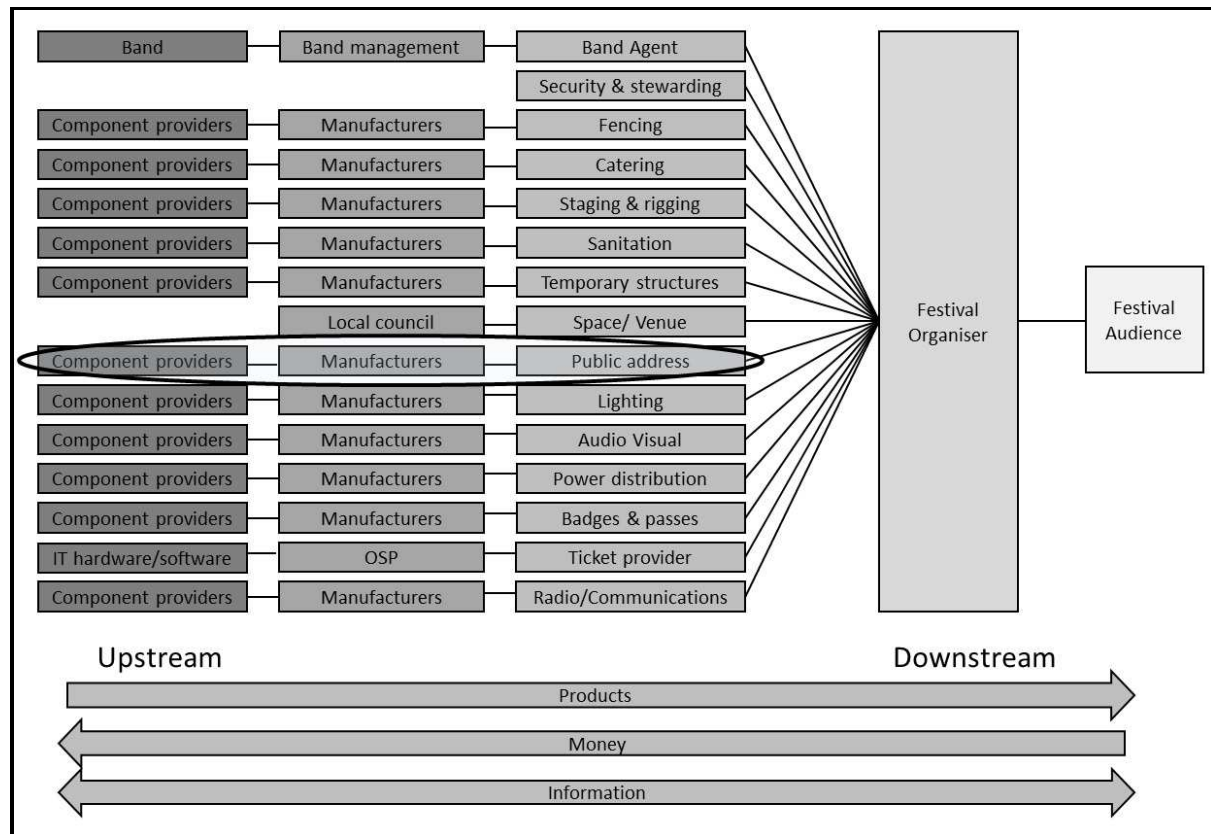 Band Band management Band Agent
Security & stewarding
Component providers Manufacturers Fencing
Component providers Manufacturers Catering
Component providers Manufacturers Staging & rigging
Component providers Manufacturers Sanitation
Component providers Manufacturers Temporary structures
Local council Space/ Venue
Component providers Manufacturers Public address
Component providers Manufacturers Lighting
Component providers Manufacturers Audio Visual
Component providers Manufacturers Power distribution
Component providers Manufacturers Badges & passes
IT hardware/software OSP Ticket provider
Component providers Manufacturers Radio/Communications
Festival
Organiser
Festival
Audience
Upstream Downstream
Products
Money
Information